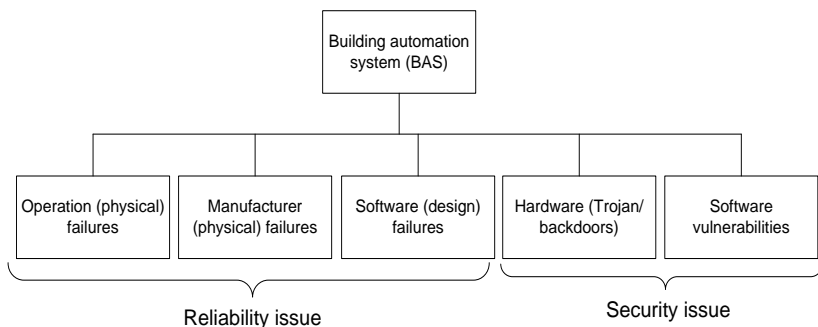 Building automation
system (BAS)
Operation (physical)
failures
Manufacturer
(physical) failures
Software (design)
failures
Hardware (Trojan/
backdoors)
Software
vulnerabilities
Reliability issue
Security issue